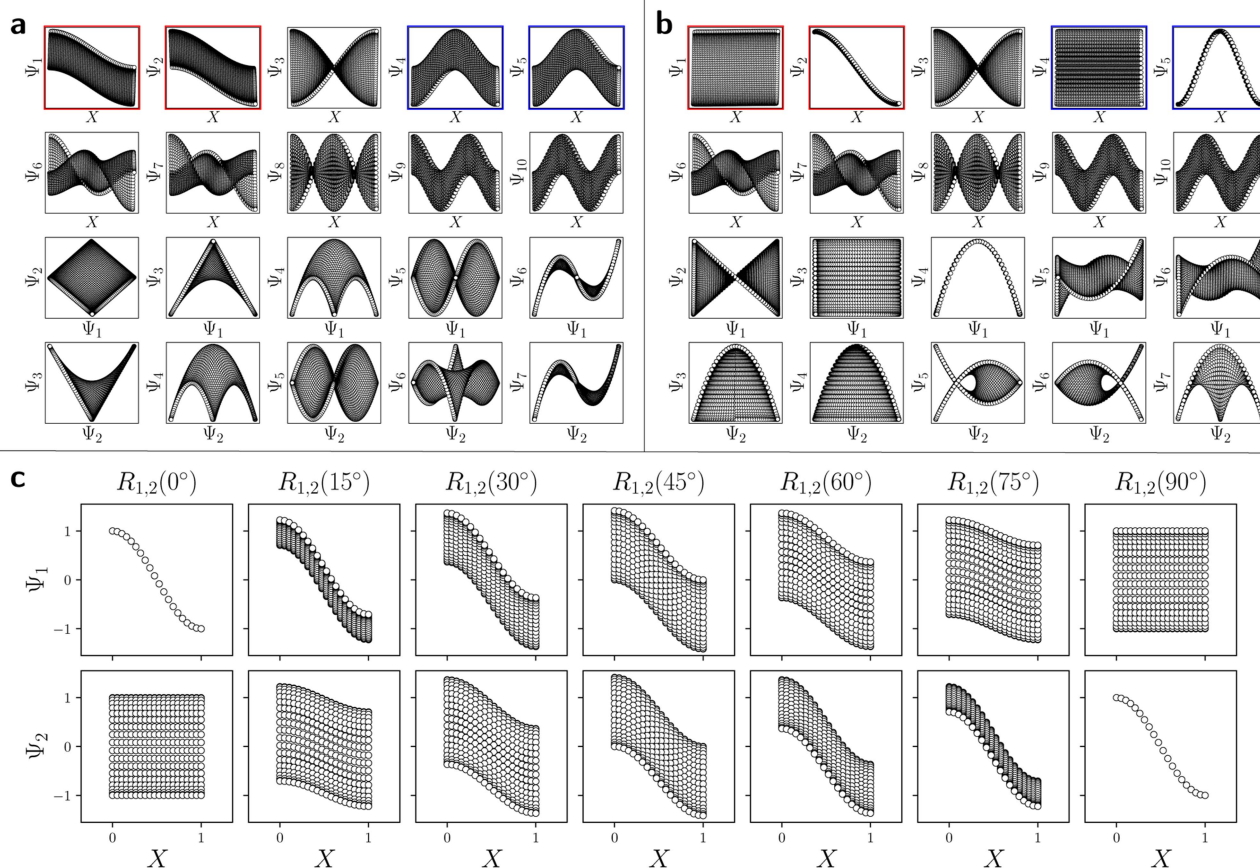 a
Ψ1 Ψ2 Ψ3 Ψ4 Ψ5
X X X X X
Ψ6 Ψ7 Ψ8 Ψ9 Ψ10
X X X X X
Ψ2 Ψ3 Ψ4 Ψ5 Ψ6
Ψ1 Ψ1 Ψ1 Ψ1 Ψ1
Ψ3 Ψ4 Ψ5 Ψ6 Ψ7
Ψ2 Ψ2 Ψ2 Ψ2 Ψ2
b
Ψ1 Ψ2 Ψ3 Ψ4 Ψ5
X X X X X
Ψ6 Ψ7 Ψ8 Ψ9 Ψ10
X X X X X
Ψ2 Ψ3 Ψ4 Ψ5 Ψ6
Ψ1 Ψ1 Ψ1 Ψ1 Ψ1
Ψ3 Ψ4 Ψ5 Ψ6 Ψ7
Ψ2 Ψ2 Ψ2 Ψ2 Ψ2
c
R1,2(0°) R1,2(15°) R1,2(30°) R1,2(45°) R1,2(60°) R1,2(75°) R1,2(90°)
1
Ψ1 0
−1
1
Ψ2 0
−1
0 1 0 1 0 1 0 1 0 1 0 1 0 1
X X X X X X X